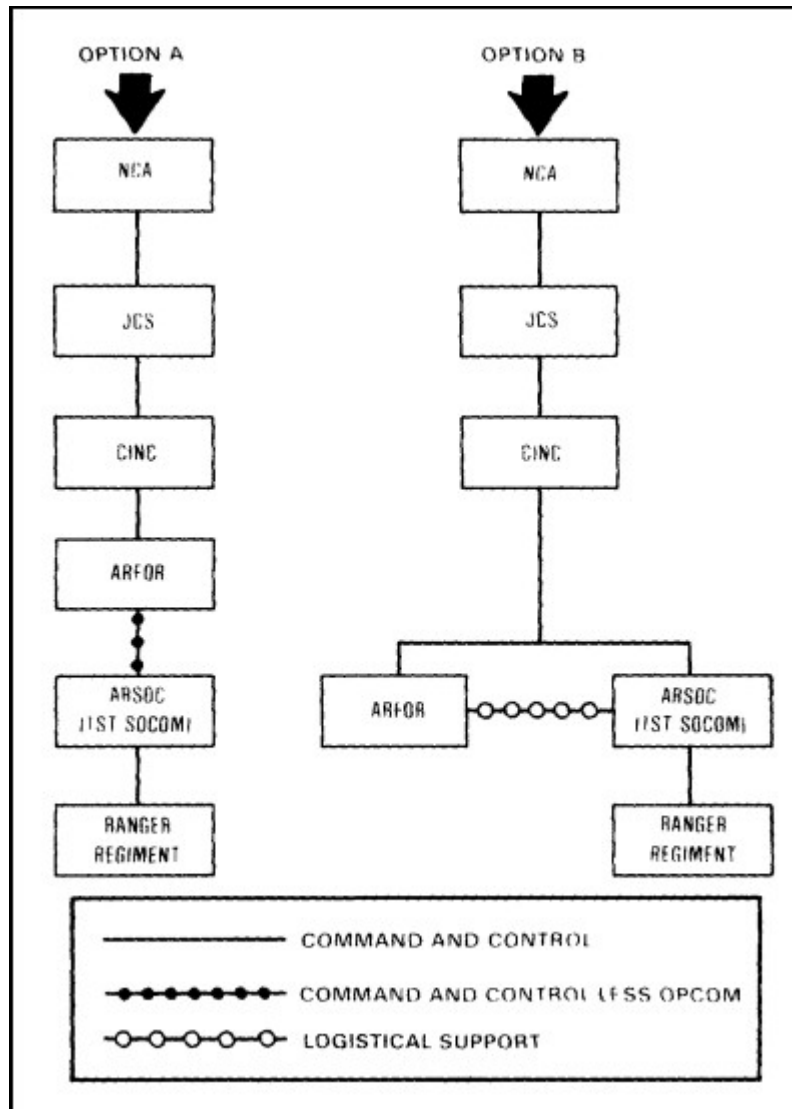 OPTION A
OPTION B
NCA
NCA
JCS
JCS
CINC
CINC
ARFOR
ARSOC
(1ST SOCOM)
ARFOR
ARSOC
(1ST SOCOM)
RANGER
REGIMENT
RANGER
REGIMENT
COMMAND AND CONTROL
COMMAND AND CONTROL LESS OPCOM
LOGISTICAL SUPPORT